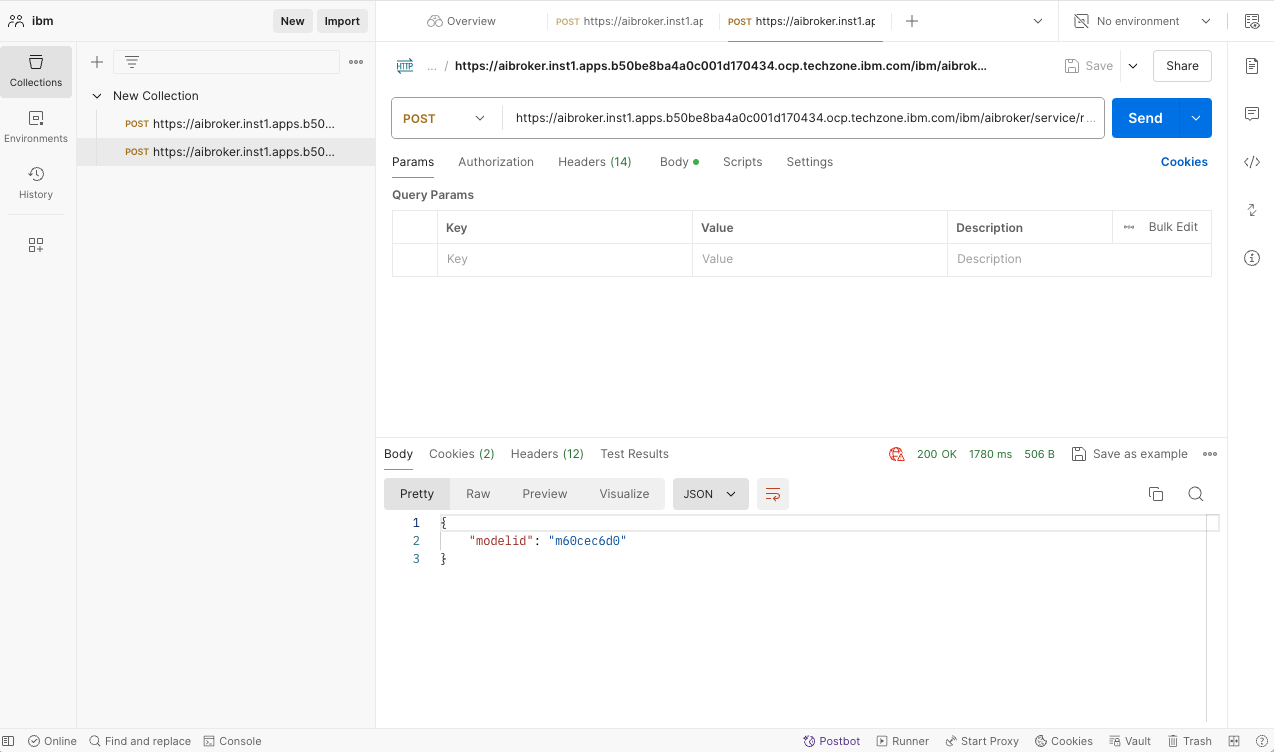 ibm
New
Import
Overview
POST https://aibroker.inst1.ap
POST https://aibroker.inst1.ap
No environment
Collections
Environments
History
New Collection
POST https://aibroker.inst1.apps.b50...
POST https://aibroker.inst1.apps.b50...
HTTP
... / https://aibroker.inst1.apps.b50be8ba4a0c001d170434.ocp.techzone.ibm.com/ibm/aibrok...
Save
Share
POST
https://aibroker.inst1.apps.b50be8ba4a0c001d170434.ocp.techzone.ibm.com/ibm/aibroker/service/r...
Send
Params Authorization Headers (14) Body Scripts Settings Cookies
Query Params
Key Value Description Bulk Edit
Key Value Description
Body Cookies (2) Headers (12) Test Results 200 OK 1780 ms 506 B Save as example
Pretty Raw Preview Visualize JSON
1 {
2 "modelid": "m60cec6d0"
3 }
Online Find and replace Console Postbot Runner Start Proxy Cookies Vault Trash